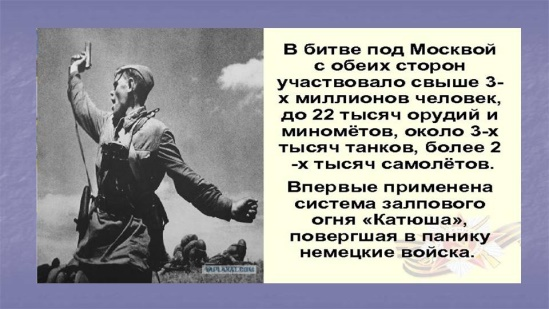 В битве под Москвой
с обеих сторон
участвовало свыше 3-
х миллионов человек,
до 22 тысяч орудий и
миномётов, около 3-х
тысяч танков, более 2
-х тысяч самолётов.
Впервые применена
система залпового
огня «Катюша»,
повергшая в панику
немецкие войска.